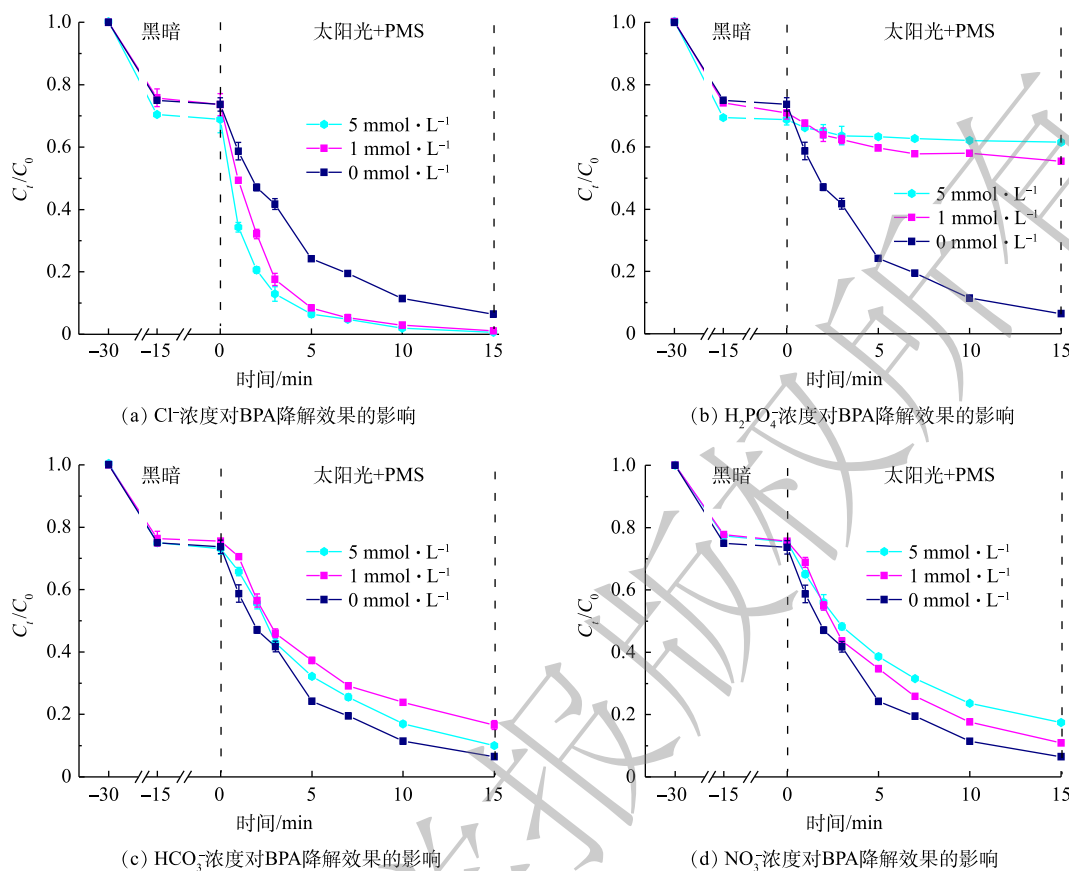 黑暗 太阳光+PMS
5 mmol·L⁻¹
1 mmol·L⁻¹
0 mmol·L⁻¹
Cₜ/C₀
1.0
0.8
0.6
0.4
0.2
0
−30 −15 0 5 10 15
时间/min
(a) Cl⁻浓度对BPA降解效果的影响
黑暗 太阳光+PMS
5 mmol·L⁻¹
1 mmol·L⁻¹
0 mmol·L⁻¹
Cₜ/C₀
1.0
0.8
0.6
0.4
0.2
0
−30 −15 0 5 10 15
时间/min
(b) H₂PO₄⁻浓度对BPA降解效果的影响
黑暗 太阳光+PMS
5 mmol·L⁻¹
1 mmol·L⁻¹
0 mmol·L⁻¹
Cₜ/C₀
1.0
0.8
0.6
0.4
0.2
0
−30 −15 0 5 10 15
时间/min
(c) HCO₃⁻浓度对BPA降解效果的影响
黑暗 太阳光+PMS
5 mmol·L⁻¹
1 mmol·L⁻¹
0 mmol·L⁻¹
Cₜ/C₀
1.0
0.8
0.6
0.4
0.2
0
−30 −15 0 5 10 15
时间/min
(d) NO₃⁻浓度对BPA降解效果的影响
报版权所有